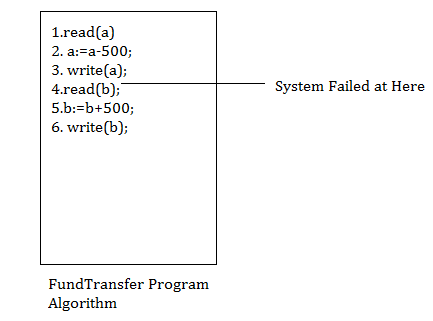 1.read(a)
2. a:=a-500;
3. write(a);
4.read(b);
5.b:=b+500;
6. write(b);
System Failed at Here
FundTransfer Program
Algorithm